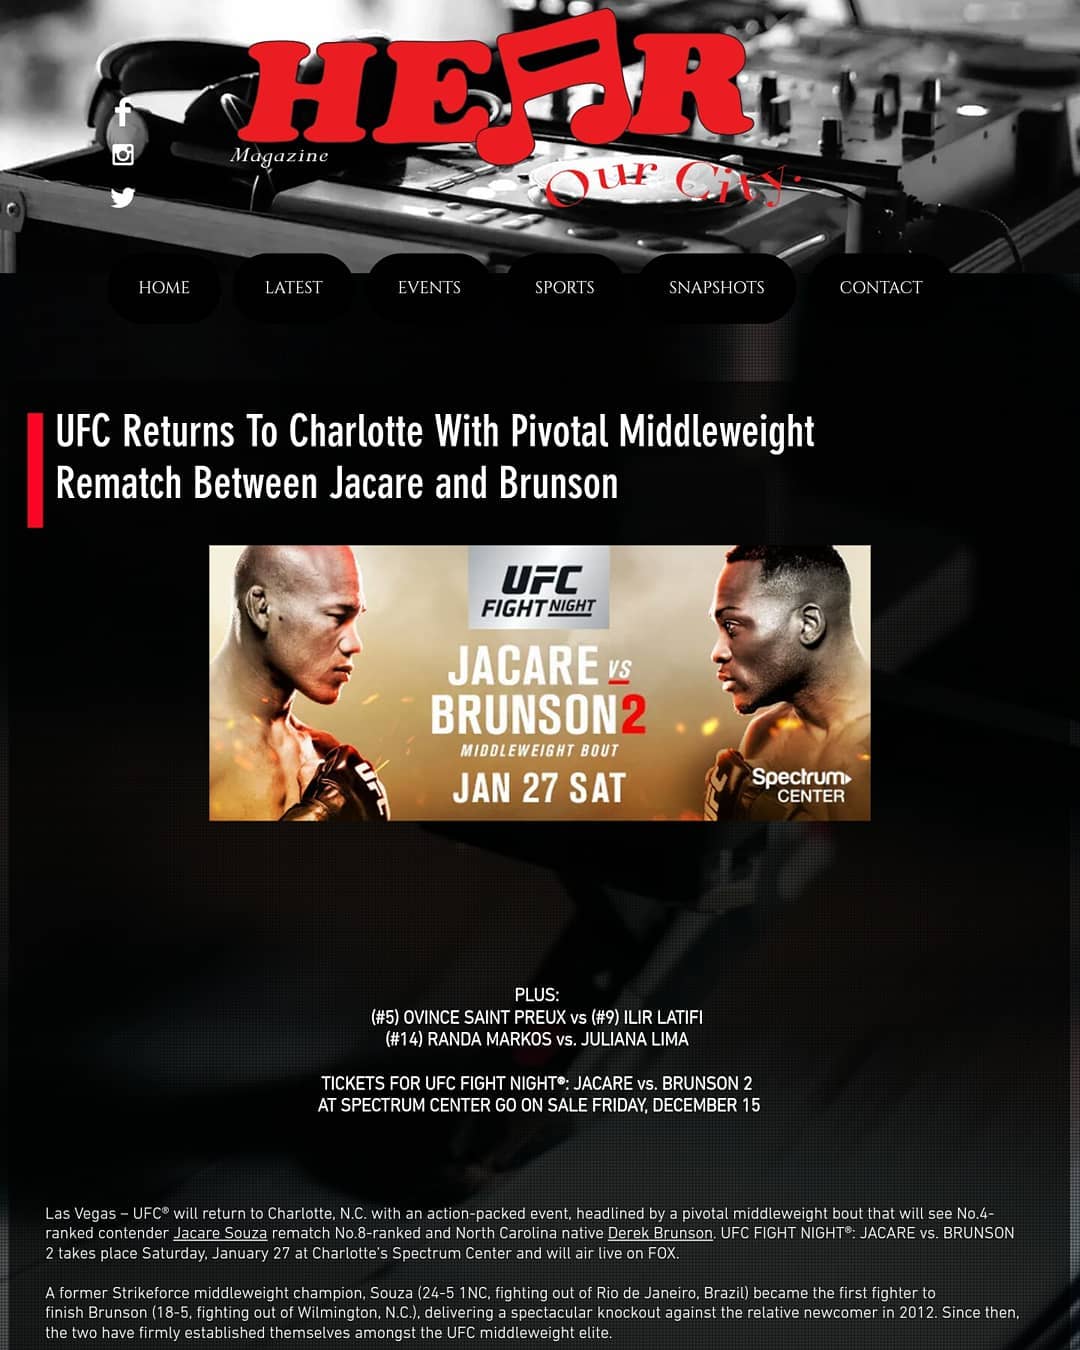 HEAR
Magazine
Our City.
HOME LATEST EVENTS SPORTS SNAPSHOTS CONTACT
UFC Returns To Charlotte With Pivotal Middleweight
Rematch Between Jacare and Brunson
UFC
FIGHT NIGHT
JACARE VS
BRUNSON 2
MIDDLEWEIGHT BOUT
JAN 27 SAT
Spectrum
CENTER
UFC
UFC
PLUS:
(#5) OVINCE SAINT PREUX vs (#9) ILIR LATIFI
(#14) RANDA MARKOS vs. JULIANA LIMA
TICKETS FOR UFC FIGHT NIGHT®: JACARE vs. BRUNSON 2
AT SPECTRUM CENTER GO ON SALE FRIDAY, DECEMBER 15
Las Vegas – UFC® will return to Charlotte, N.C. with an action-packed event, headlined by a pivotal middleweight bout that will see No.4-
ranked contender Jacare Souza rematch No.8-ranked and North Carolina native Derek Brunson. UFC FIGHT NIGHT®: JACARE vs. BRUNSON
2 takes place Saturday, January 27 at Charlotte's Spectrum Center and will air live on FOX.
A former Strikeforce middleweight champion, Souza (24-5 1NC, fighting out of Rio de Janeiro, Brazil) became the first fighter to
finish Brunson (18-5, fighting out of Wilmington, N.C.), delivering a spectacular knockout against the relative newcomer in 2012. Since then,
the two have firmly established themselves amongst the UFC middleweight elite.